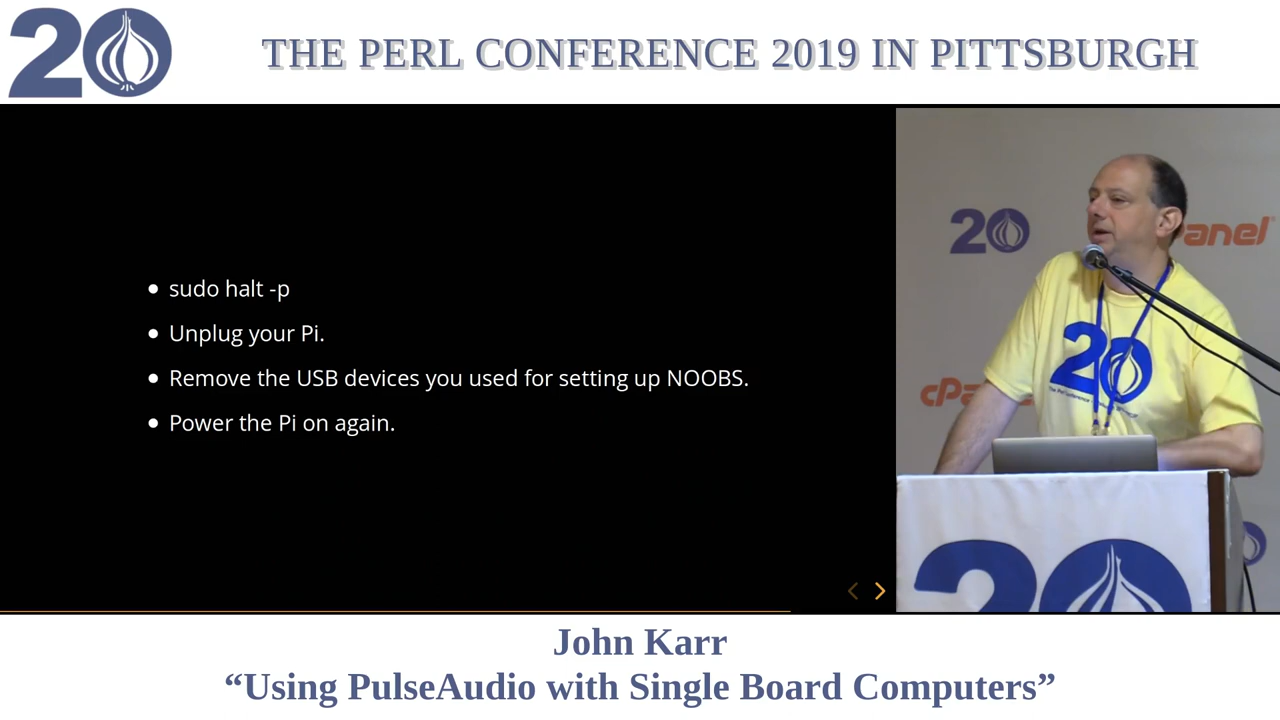 20
THE PERL CONFERENCE 2019 IN PITTSBURGH
• sudo halt -p
• Unplug your Pi.
• Remove the USB devices you used for setting up NOOBS.
• Power the Pi on again.
20
Panel
20
cPa
20
John Karr
“Using PulseAudio with Single Board Computers”